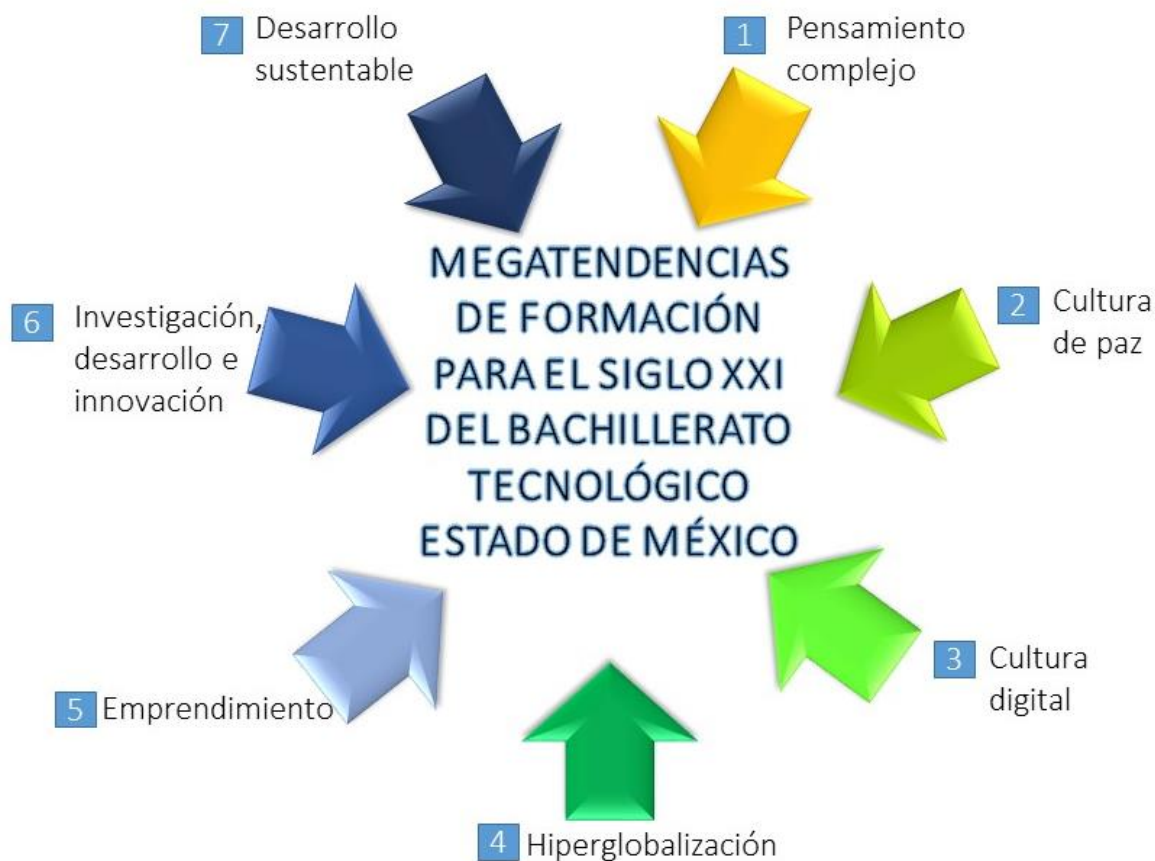 7 Desarrollo
sustentable
1 Pensamiento
complejo
MEGATENDENCIAS
DE FORMACIÓN
PARA EL SIGLO XXI
DEL BACHILLERATO
TECNOLÓGICO
ESTADO DE MÉXICO
2 Cultura
de paz
6 Investigación,
desarrollo e
innovación
3 Cultura
digital
5 Emprendimiento
4 Hiperglobalización